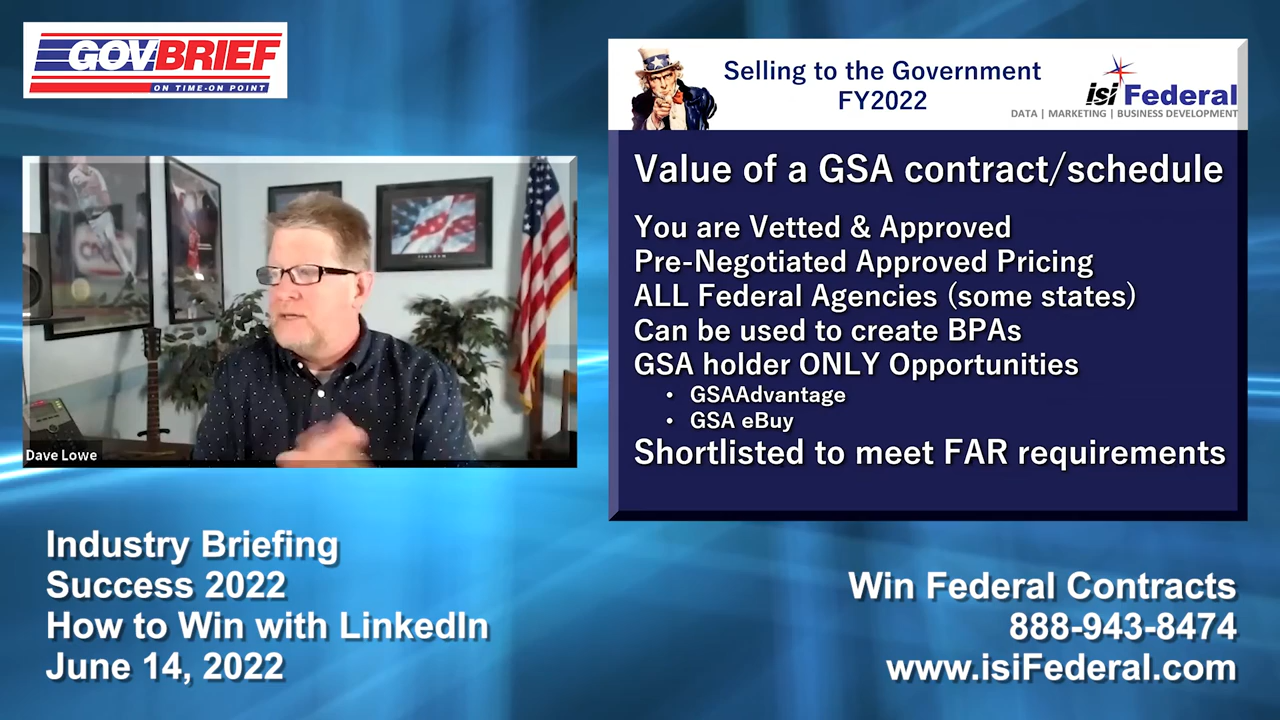 GOVBRIEF
ON TIME-ON POINT
Dave Lowe
Industry Briefing
Success 2022
How to Win with LinkedIn
June 14, 2022
Selling to the Government
FY2022
isi Federal
DATA | MARKETING | BUSINESS DEVELOPMENT
Value of a GSA contract/schedule
You are Vetted & Approved
Pre-Negotiated Approved Pricing
ALL Federal Agencies (some states)
Can be used to create BPAs
GSA holder ONLY Opportunities
• GSAAdvantage
• GSA eBuy
Shortlisted to meet FAR requirements
Win Federal Contracts
888-943-8474
www.isiFederal.com